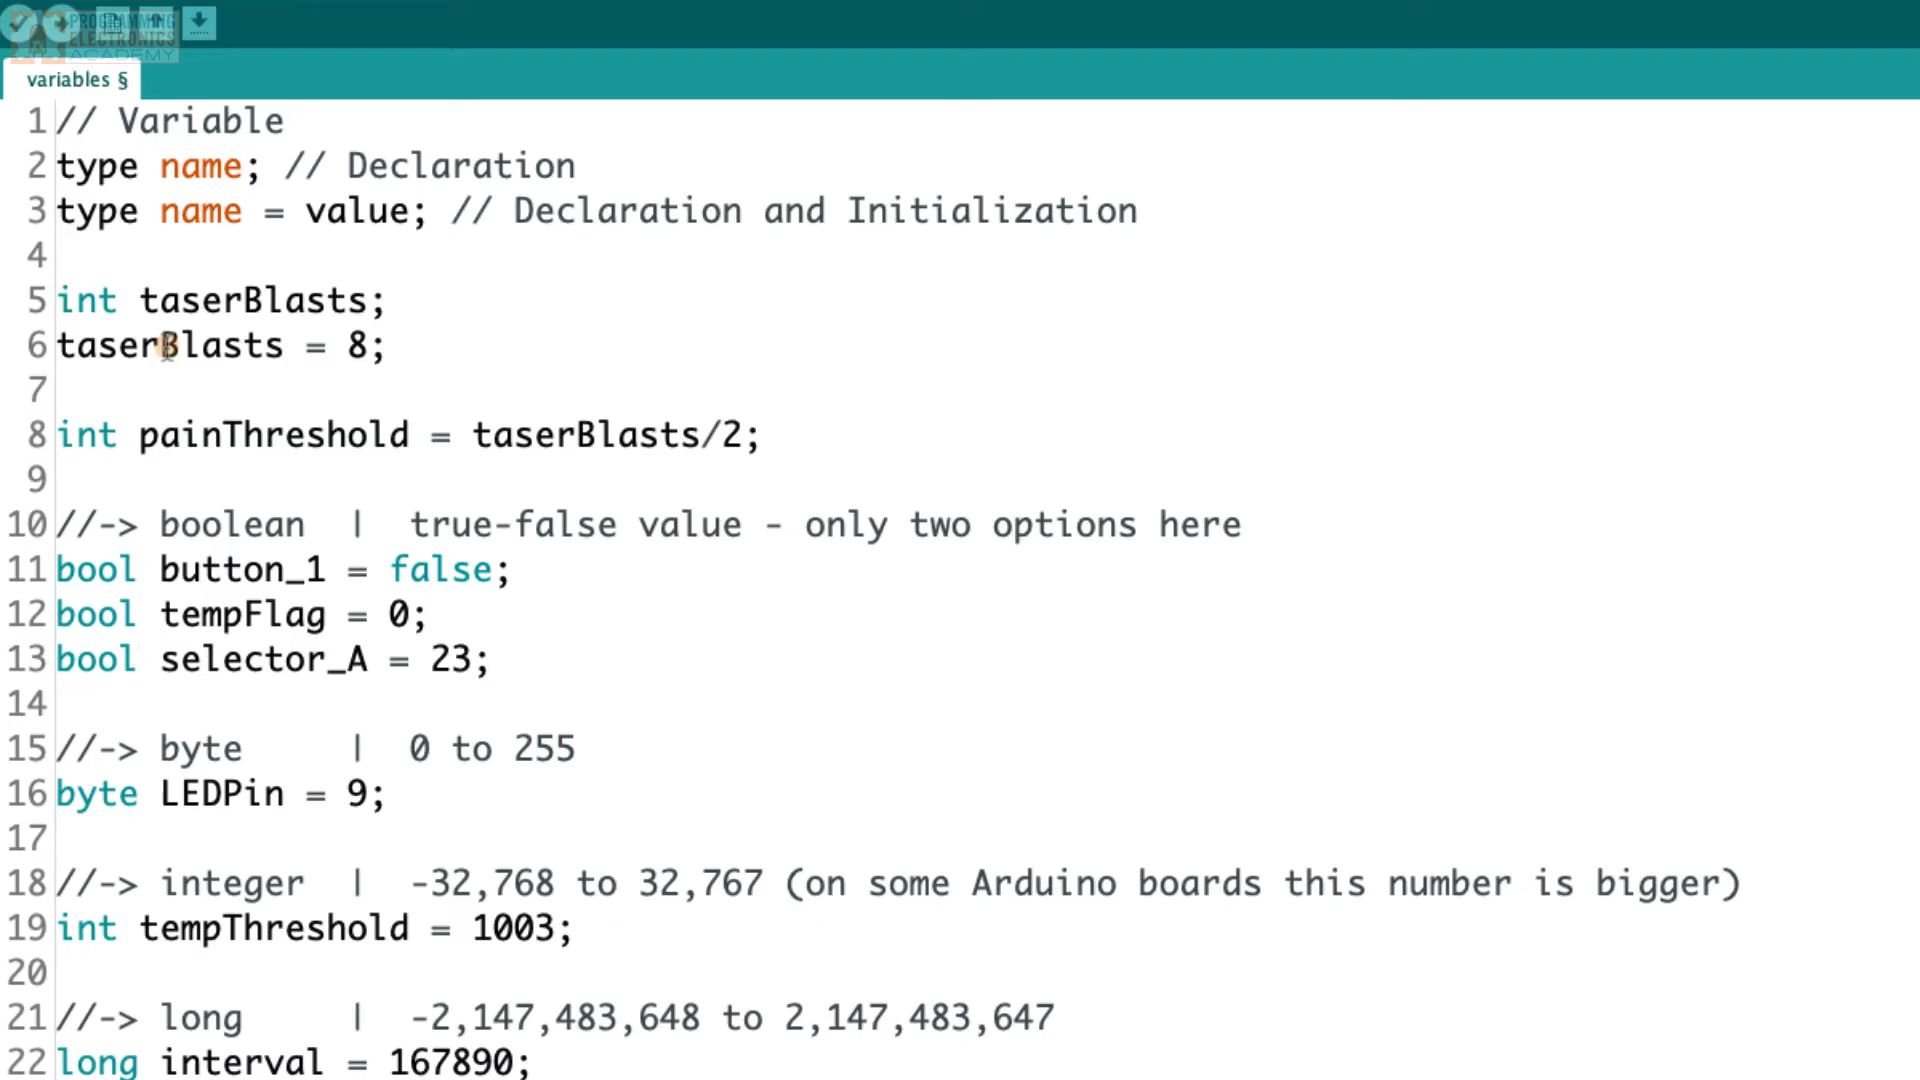 PROGRAMMING
ELECTRONICS
ACADEMY
variables §
1 // Variable
2 type name; // Declaration
3 type name = value; // Declaration and Initialization
4
5 int taserBlasts;
6 taserBlasts = 8;
7
8 int painThreshold = taserBlasts/2;
9
10 //-> boolean | true-false value - only two options here
11 bool button_1 = false;
12 bool tempFlag = 0;
13 bool selector_A = 23;
14
15 //-> byte | 0 to 255
16 byte LEDPin = 9;
17
18 //-> integer | -32,768 to 32,767 (on some Arduino boards this number is bigger)
19 int tempThreshold = 1003;
20
21 //-> long | -2,147,483,648 to 2,147,483,647
22 long interval = 167890;